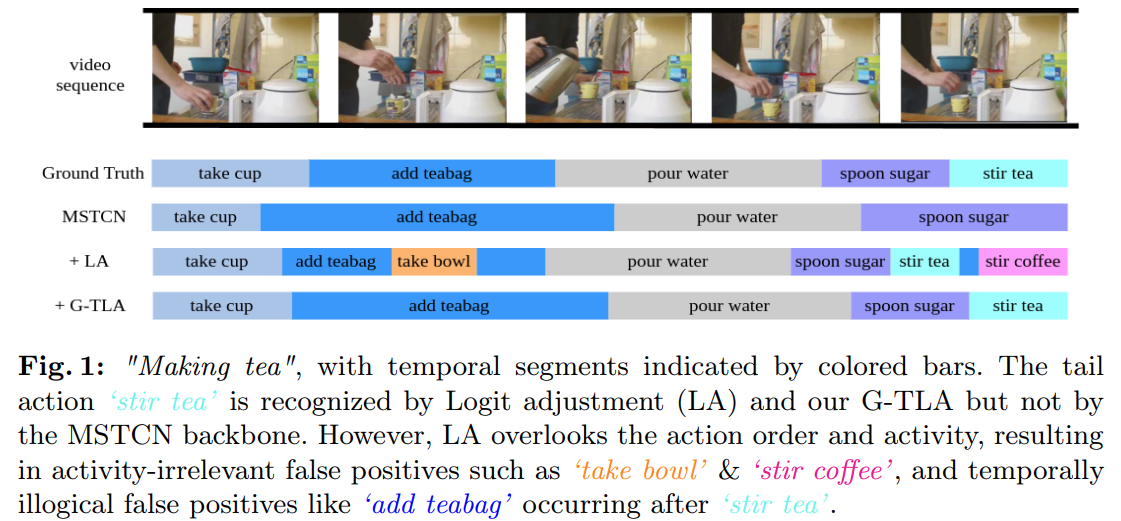 video
sequence
Ground Truth take cup add teabag pour water spoon sugar stir tea
MSTCN take cup add teabag pour water spoon sugar
+ LA take cup add teabag take bowl pour water spoon sugar stir tea stir coffee
+ G-TLA take cup add teabag pour water spoon sugar stir tea
Fig. 1: "Making tea", with temporal segments indicated by colored bars. The tail
action ‘stir tea’ is recognized by Logit adjustment (LA) and our G-TLA but not by
the MSTCN backbone. However, LA overlooks the action order and activity, resulting
in activity-irrelevant false positives such as ‘take bowl’ & ‘stir coffee’, and temporally
illogical false positives like ‘add teabag’ occurring after ‘stir tea’.